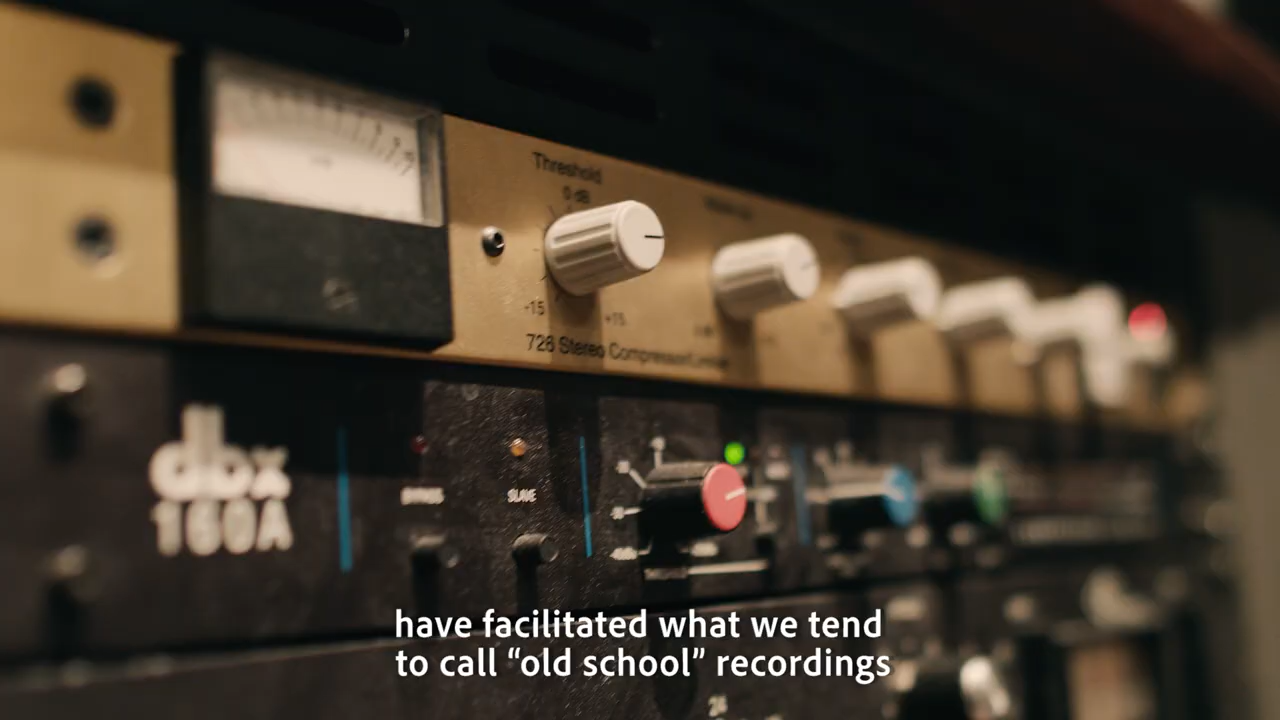 Threshold
0 dB
-15
+15
726 Stereo Compressor/Limiter
dbx
160A
BYPASS
SLAVE
have facilitated what we tend
to call “old school” recordings